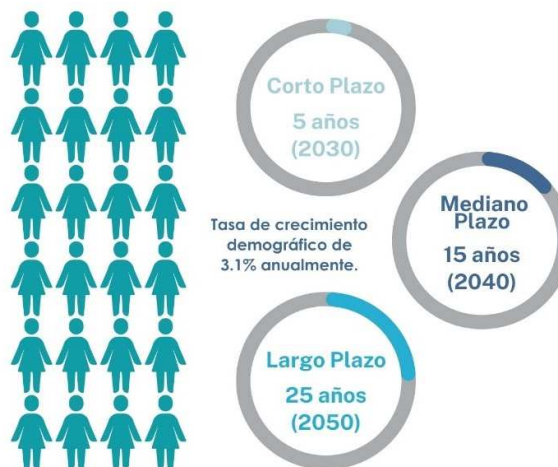 Corto Plazo
5 años
(2030)
Tasa de crecimiento
demográfico de
3.1% anualmente.
Mediano
Plazo
15 años
(2040)
Largo Plazo
25 años
(2050)